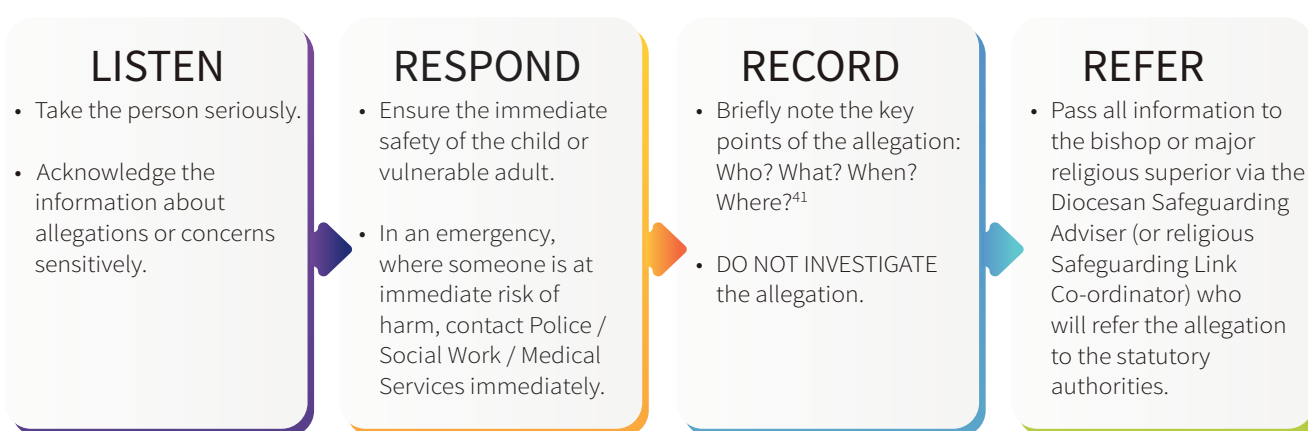 LISTEN
• Take the person seriously.
• Acknowledge the
information about
allegations or concerns
sensitively.
RESPOND
• Ensure the immediate
safety of the child or
vulnerable adult.
• In an emergency,
where someone is at
immediate risk of
harm, contact Police /
Social Work / Medical
Services immediately.
RECORD
• Briefly note the key
points of the allegation:
Who? What? When?
Where?⁴¹
• DO NOT INVESTIGATE
the allegation.
REFER
• Pass all information to
the bishop or major
religious superior via the
Diocesan Safeguarding
Adviser (or religious
Safeguarding Link
Co-ordinator) who
will refer the allegation
to the statutory
authorities.